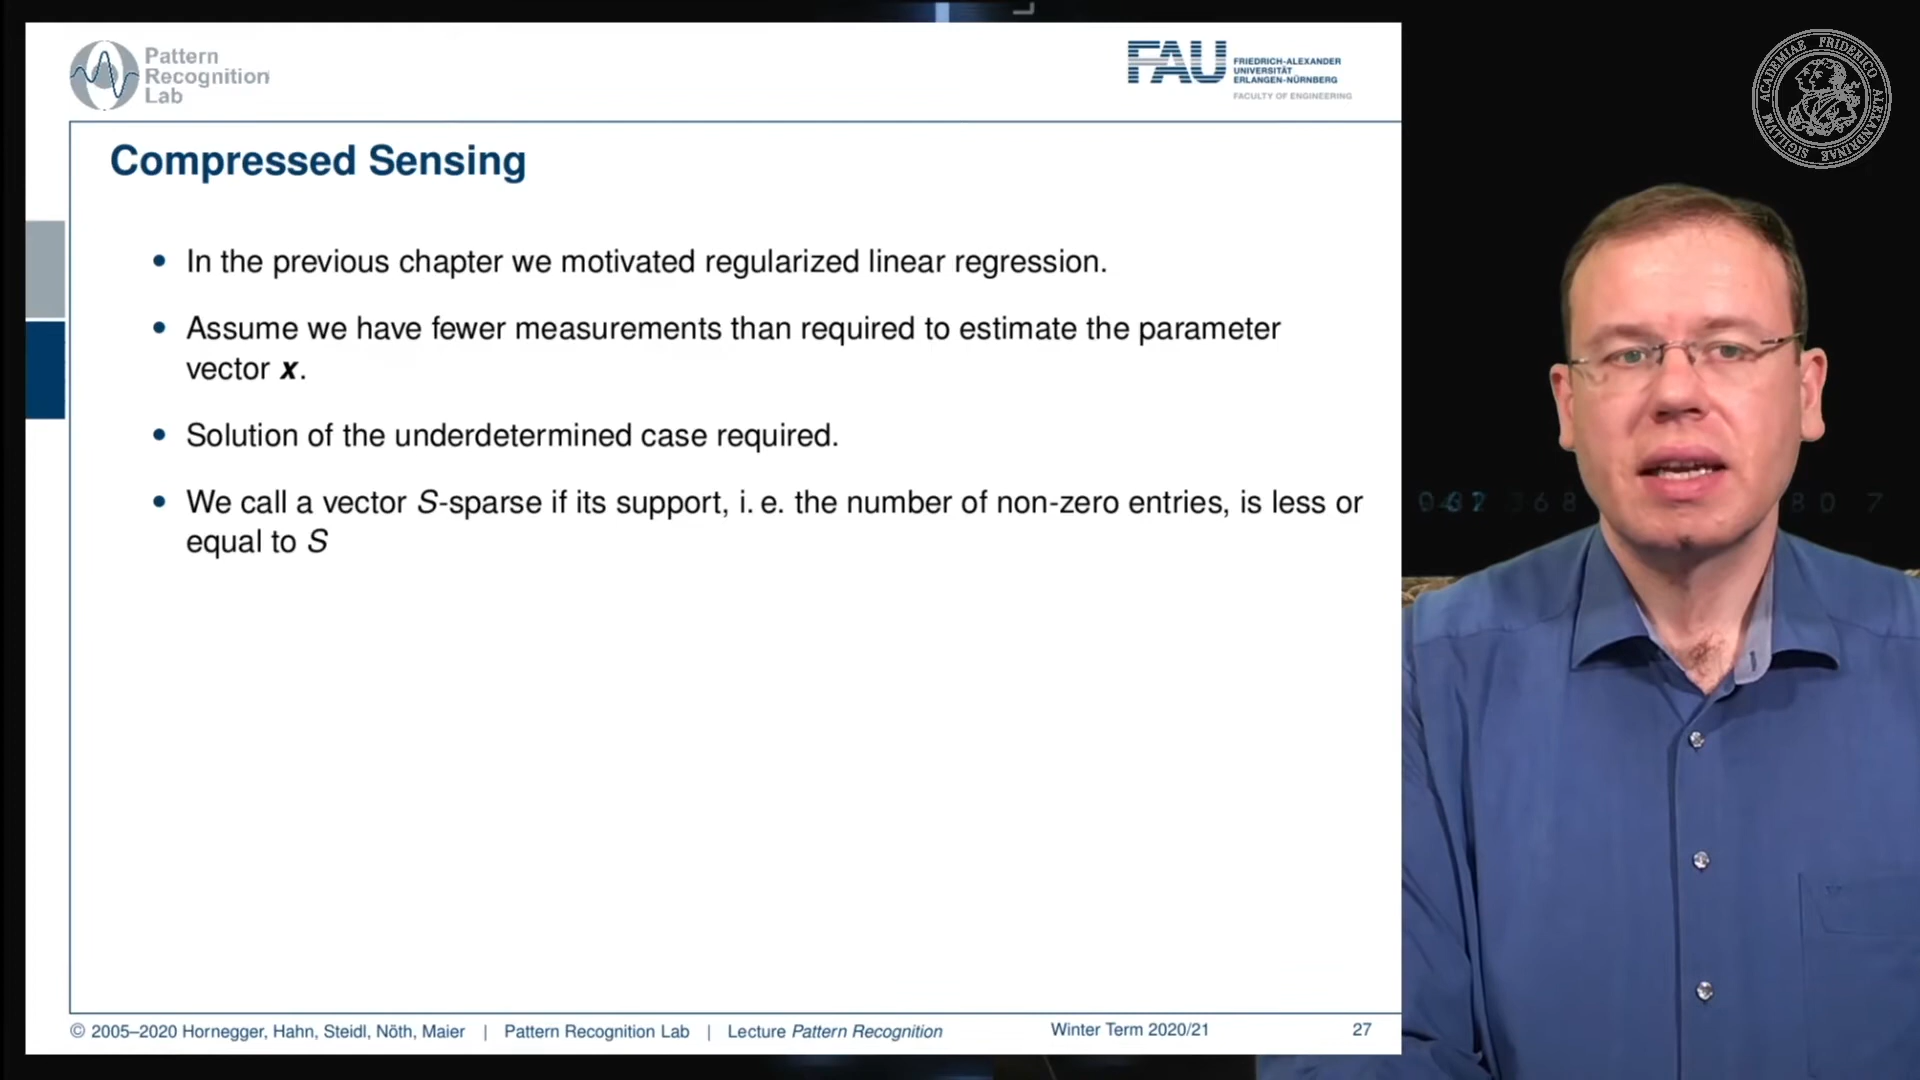 Pattern
Recognition
Lab
FAU
FRIEDRICH-ALEXANDER
UNIVERSITÄT
ERLANGEN-NÜRNBERG
FACULTY OF ENGINEERING
ACADEMIAE FRIDERICO ALEXANDRINAE SIGILLVM
Compressed Sensing
• In the previous chapter we motivated regularized linear regression.
• Assume we have fewer measurements than required to estimate the parameter
vector x.
• Solution of the underdetermined case required.
• We call a vector S-sparse if its support, i. e. the number of non-zero entries, is less or
equal to S
© 2005–2020 Hornegger, Hahn, Steidl, Nöth, Maier | Pattern Recognition Lab | Lecture Pattern Recognition Winter Term 2020/21 27